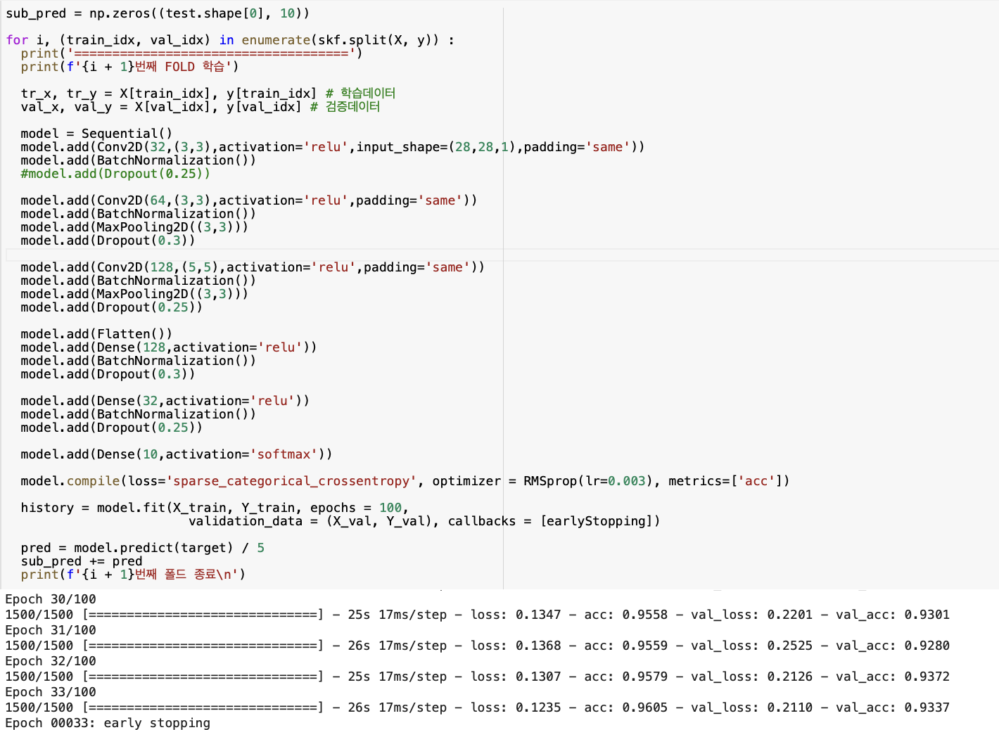 sub_pred = np.zeros((test.shape[0], 10))
for i, (train_idx, val_idx) in enumerate(skf.split(X, y)) :
  print('====================================')
  print(f'{i + 1}번째 FOLD 학습')
  tr_x, tr_y = X[train_idx], y[train_idx] # 학습데이터
  val_x, val_y = X[val_idx], y[val_idx] # 검증데이터
  model = Sequential()
  model.add(Conv2D(32,(3,3),activation='relu',input_shape=(28,28,1),padding='same'))
  model.add(BatchNormalization())
  #model.add(Dropout(0.25))
  model.add(Conv2D(64,(3,3),activation='relu',padding='same'))
  model.add(BatchNormalization())
  model.add(MaxPooling2D((3,3)))
  model.add(Dropout(0.3))
  model.add(Conv2D(128,(5,5),activation='relu',padding='same'))
  model.add(BatchNormalization())
  model.add(MaxPooling2D((3,3)))
  model.add(Dropout(0.25))
  model.add(Flatten())
  model.add(Dense(128,activation='relu'))
  model.add(BatchNormalization())
  model.add(Dropout(0.3))
  model.add(Dense(32,activation='relu'))
  model.add(BatchNormalization())
  model.add(Dropout(0.25))
  model.add(Dense(10,activation='softmax'))
  model.compile(loss='sparse_categorical_crossentropy', optimizer = RMSprop(lr=0.003), metrics=['acc'])
  history = model.fit(X_train, Y_train, epochs = 100,
                        validation_data = (X_val, Y_val), callbacks = [earlyStopping])
  pred = model.predict(target) / 5
  sub_pred += pred
  print(f'{i + 1}번째 폴드 종료\n')
Epoch 30/100
1500/1500 [==============================] - 25s 17ms/step - loss: 0.1347 - acc: 0.9558 - val_loss: 0.2201 - val_acc: 0.9301
Epoch 31/100
1500/1500 [==============================] - 26s 17ms/step - loss: 0.1368 - acc: 0.9559 - val_loss: 0.2525 - val_acc: 0.9280
Epoch 32/100
1500/1500 [==============================] - 25s 17ms/step - loss: 0.1307 - acc: 0.9579 - val_loss: 0.2126 - val_acc: 0.9372
Epoch 33/100
1500/1500 [==============================] - 26s 17ms/step - loss: 0.1235 - acc: 0.9605 - val_loss: 0.2110 - val_acc: 0.9337
Epoch 00033: early stopping